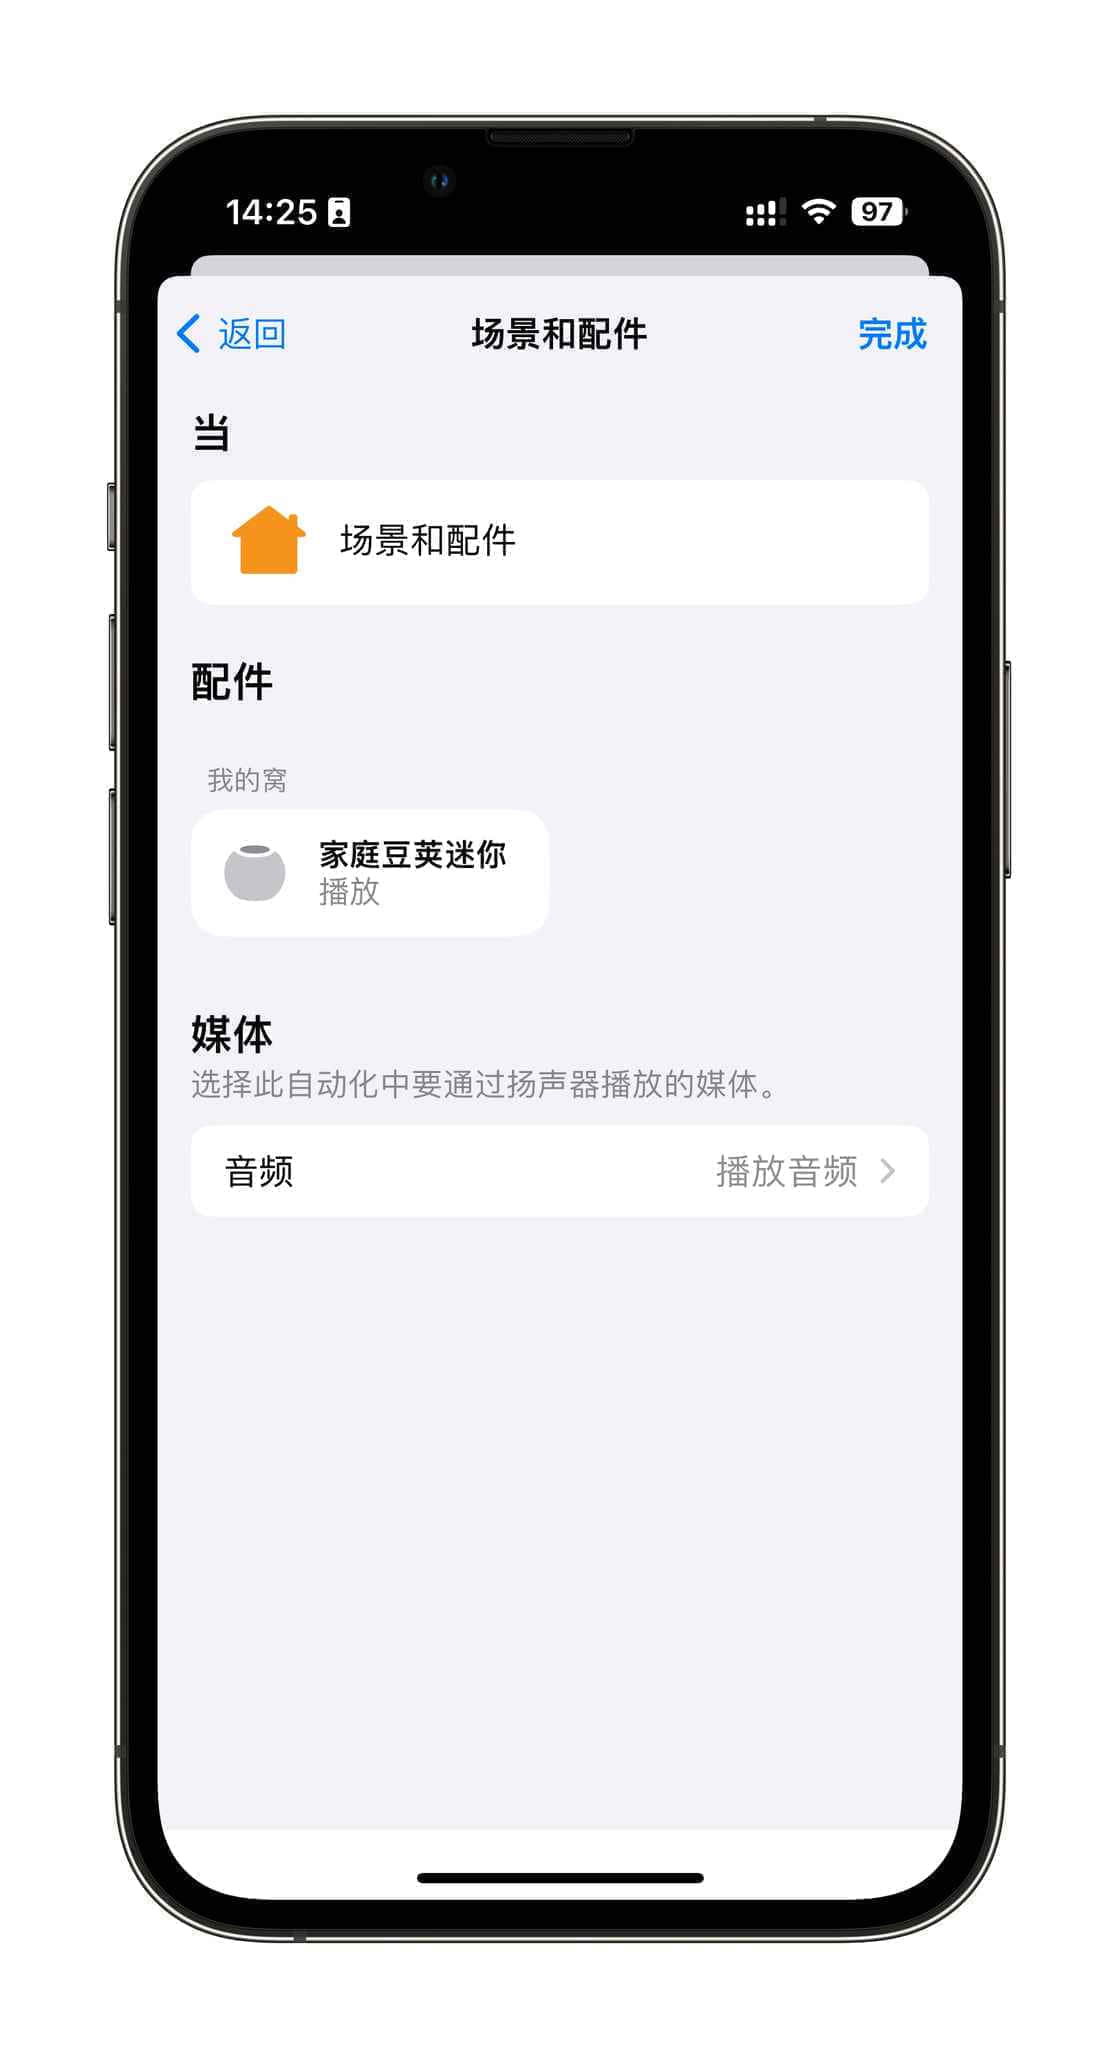 14:25
97
返回
场景和配件
完成
当
场景和配件
配件
我的窝
家庭豆荚迷你
播放
媒体
选择此自动化中要通过扬声器播放的媒体。
音频
播放音频